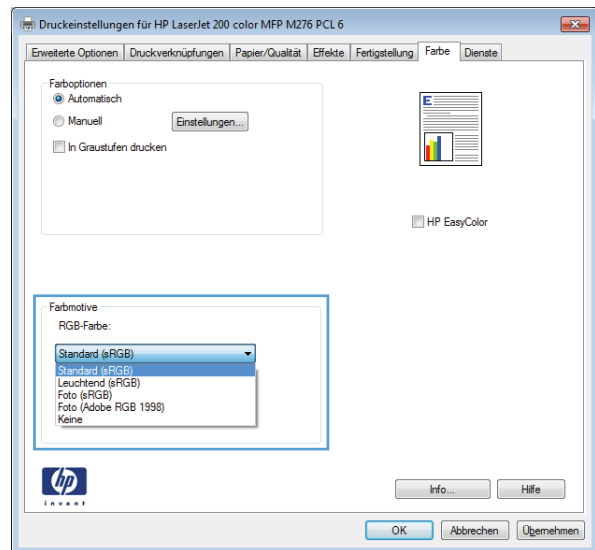 Druckeinstellungen für HP LaserJet 200 color MFP M276 PCL 6
Erweiterte Optionen Druckverknüpfungen Papier/Qualität Effekte Fertigstellung Farbe Dienste
Farboptionen
Automatisch
Manuell Einstellungen...
In Graustufen drucken
E
HP EasyColor
Farbmotive
RGB-Farbe:
Standard (sRGB)
Standard (sRGB)
Leuchtend (sRGB)
Foto (sRGB)
Foto (Adobe RGB 1998)
Keine
hp
invent
Info... Hilfe
OK Abbrechen Übernehmen